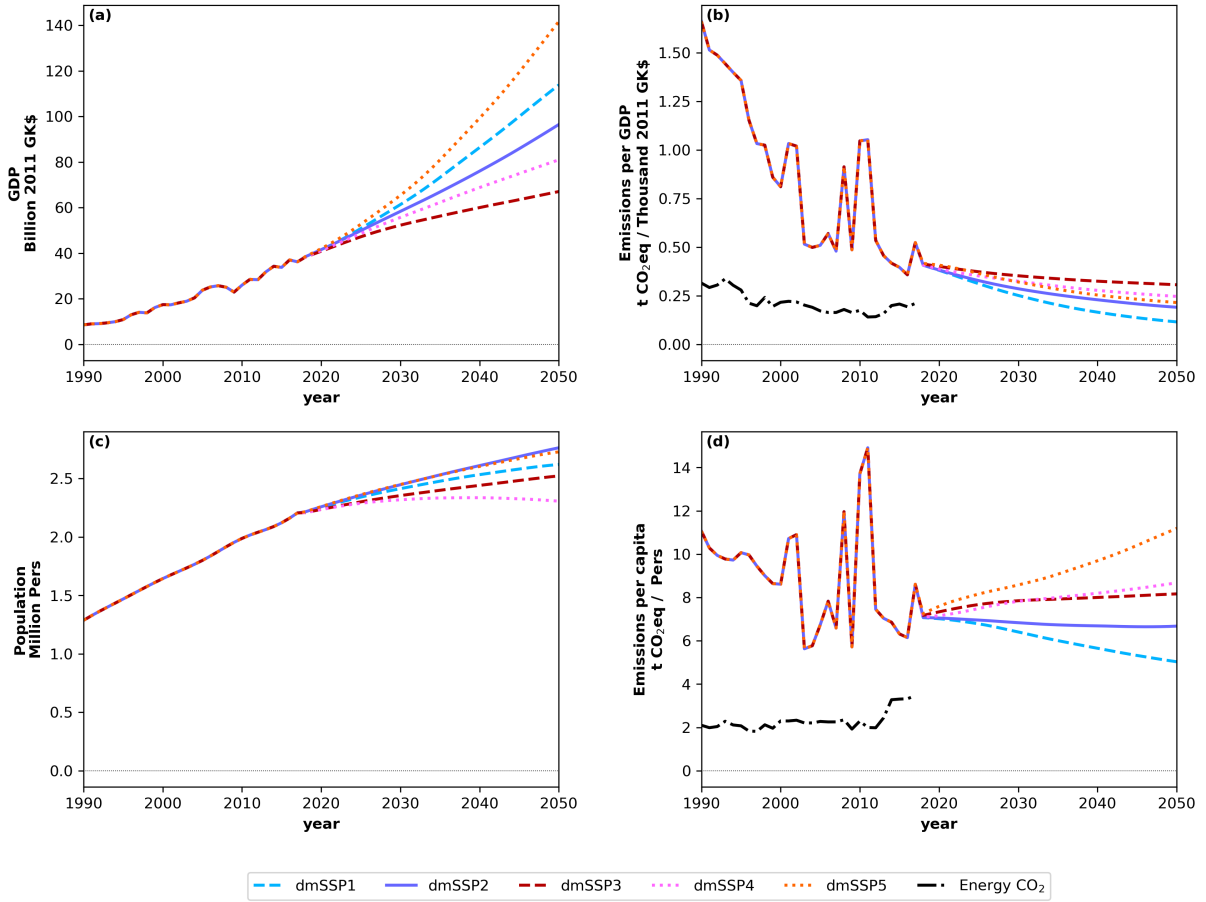 (a)
GDP
Billion 2011 GK$
140
120
100
80
60
40
20
0
1990 2000 2010 2020 2030 2040 2050
year
(b)
Emissions per GDP
t CO₂eq / Thousand 2011 GK$
1.50
1.25
1.00
0.75
0.50
0.25
0.00
1990 2000 2010 2020 2030 2040 2050
year
(c)
Population
Million Pers
2.5
2.0
1.5
1.0
0.5
0.0
1990 2000 2010 2020 2030 2040 2050
year
(d)
Emissions per capita
t CO₂eq / Pers
14
12
10
8
6
4
2
0
1990 2000 2010 2020 2030 2040 2050
year
dmSSP1 dmSSP2 dmSSP3 dmSSP4 dmSSP5 Energy CO₂